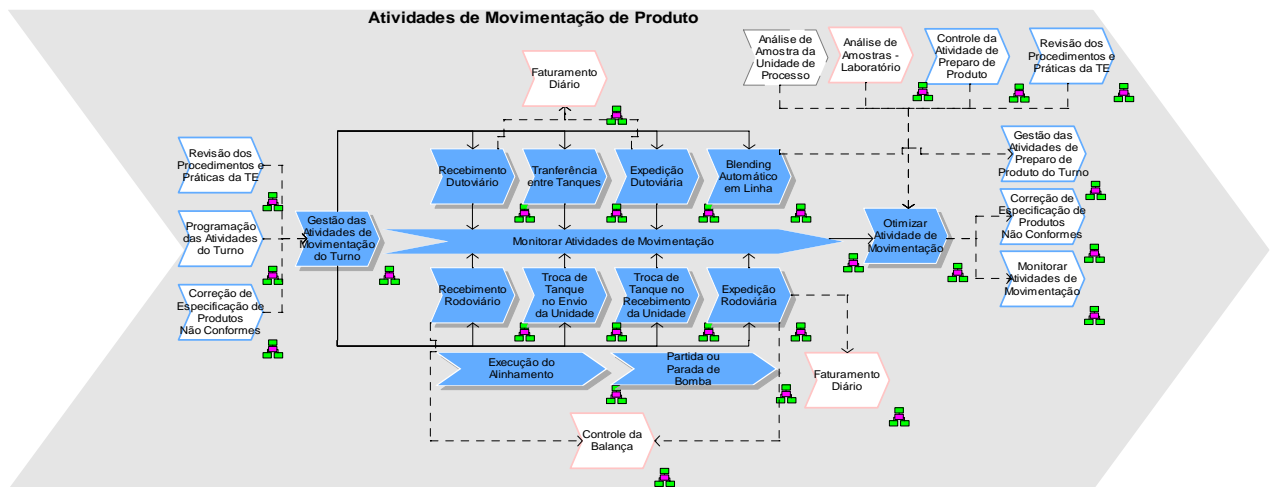 Atividades de Movimentação de Produto
Análise de
Amostra da
Unidade de
Processo
Análise de
Amostras -
Laboratório
Controle da
Atividade de
Preparo de
Produto
Revisão dos
Procedimentos e
Práticas da TE
Faturamento
Diário
Revisão dos
Procedimentos e
Práticas da TE
Programação
das Atividades
do Turno
Correção de
Especificação de
Produtos
Não Conformes
Gestão das
Atividades de
Movimentação
do Turno
Recebimento
Dutoviário
Tranferência
entre Tanques
Expedição
Dutoviária
Blending
Automático
em Linha
Monitorar Atividades de Movimentação
Recebimento
Rodoviário
Troca de
Tanque
no Envio
da Unidade
Troca de
Tanque no
Recebimento
da Unidade
Expedição
Rodoviária
Execução do
Alinhamento
Partida ou
Parada de
Bomba
Controle da
Balança
Faturamento
Diário
Otimizar
Atividade de
Movimentação
Gestão das
Atividades de
Preparo de
Produto do Turno
Correção de
Especificação de
Produtos
Não Conformes
Monitorar
Atividades de
Movimentação